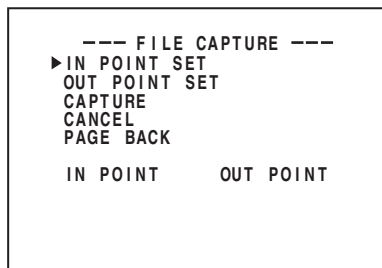 --- FILE CAPTURE ---
▶IN POINT SET
OUT POINT SET
CAPTURE
CANCEL
PAGE BACK
IN POINT OUT POINT